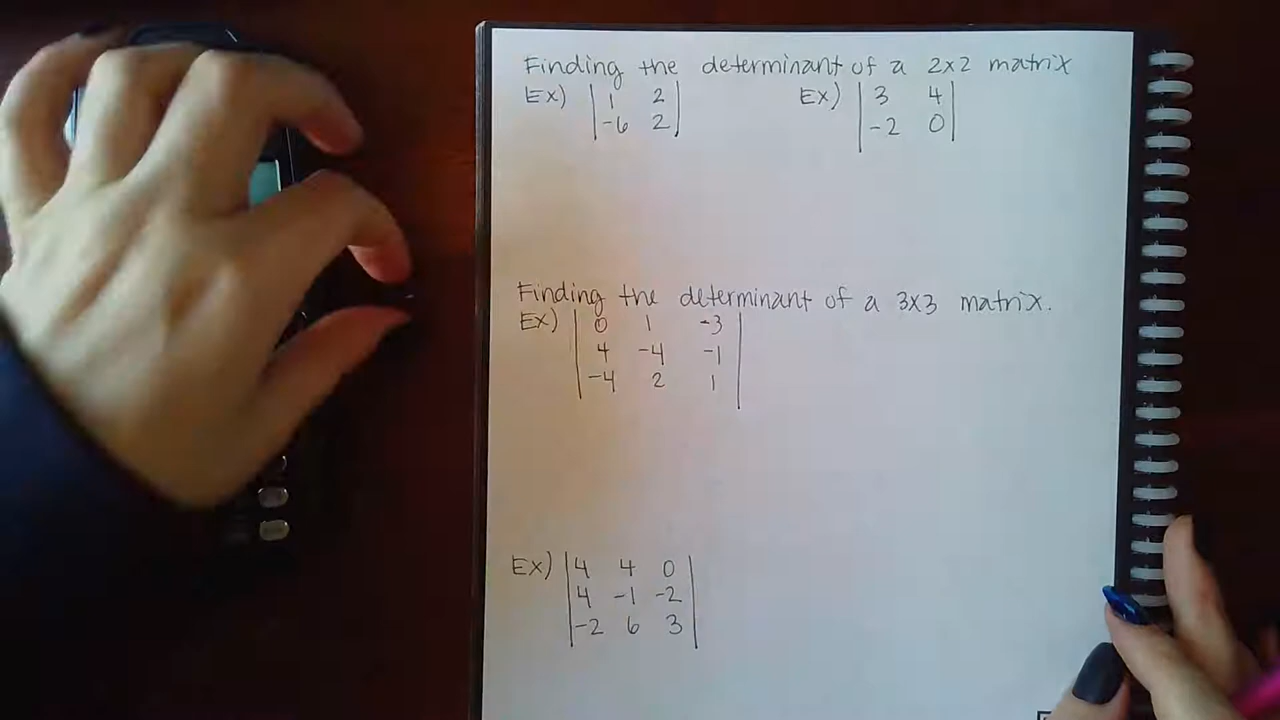 Finding the determinant of a 2x2 matrix
Ex) | 1 2 | Ex) | 3 4 |
| -6 2 | | -2 0 |
Finding the determinant of a 3x3 matrix.
Ex) | 0 1 -3 |
| 4 -4 -1 |
| -4 2 1 |
Ex) | 4 4 0 |
| 4 -1 -2 |
| -2 6 3 |